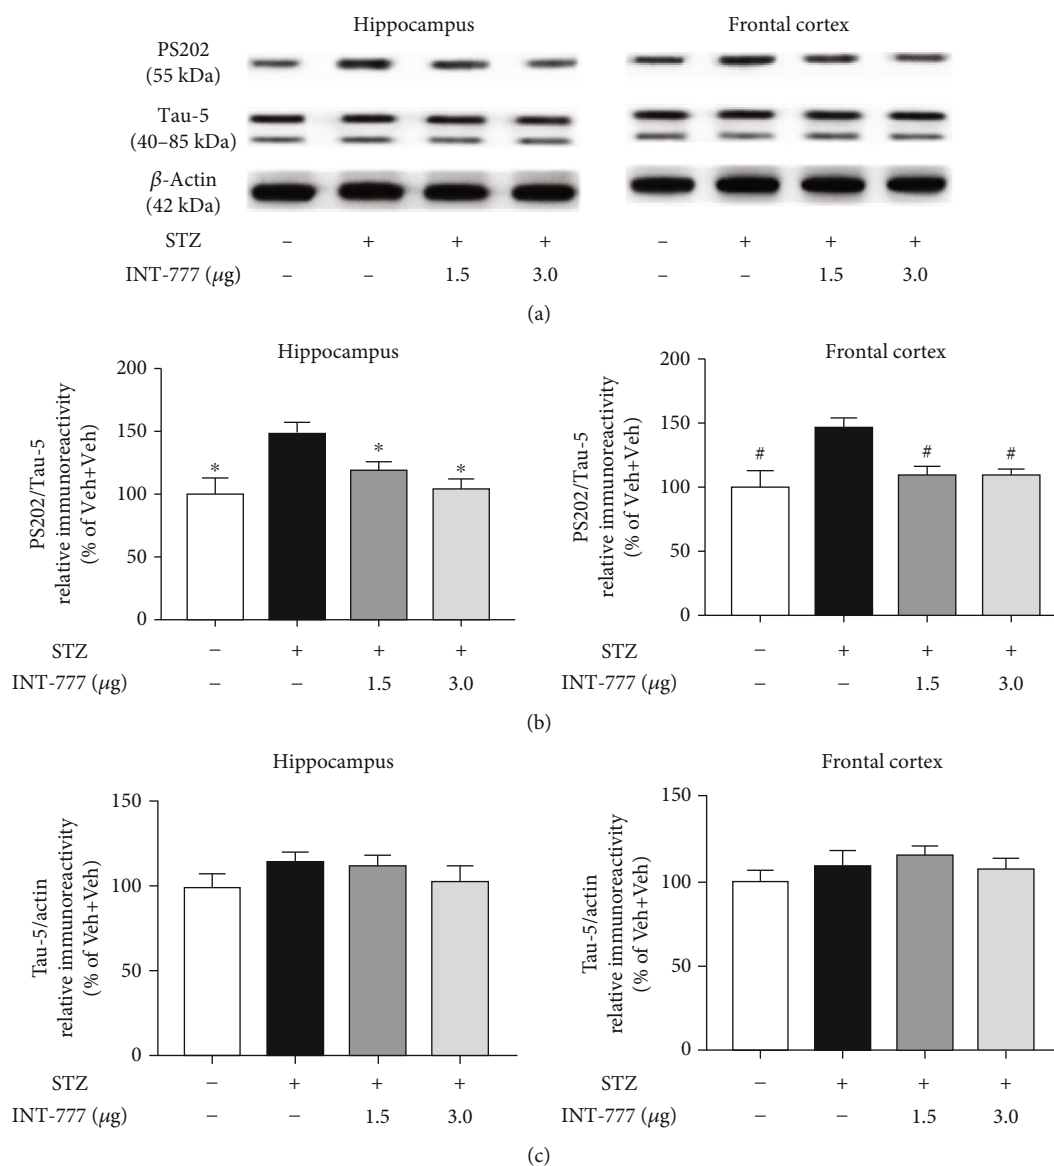 Hippocampus
Frontal cortex
PS202
(55 kDa)
Tau-5
(40–85 kDa)
β-Actin
(42 kDa)
STZ – + + + – + + +
INT-777 (μg) – – 1.5 3.0 – – 1.5 3.0
(a)
Hippocampus
PS202/Tau-5
relative immunoreactivity
(% of Veh+Veh)
200
150
100
50
0
* * *
STZ – + + +
INT-777 (μg) – – 1.5 3.0
Frontal cortex
PS202/Tau-5
relative immunoreactivity
(% of Veh+Veh)
200
150
100
50
0
# # #
STZ – + + +
INT-777 (μg) – – 1.5 3.0
(b)
Hippocampus
Tau-5/actin
relative immunoreactivity
(% of Veh+Veh)
150
100
50
0
STZ – + + +
INT-777 (μg) – – 1.5 3.0
Frontal cortex
Tau-5/actin
relative immunoreactivity
(% of Veh+Veh)
150
100
50
0
STZ – + + +
INT-777 (μg) – – 1.5 3.0
(c)